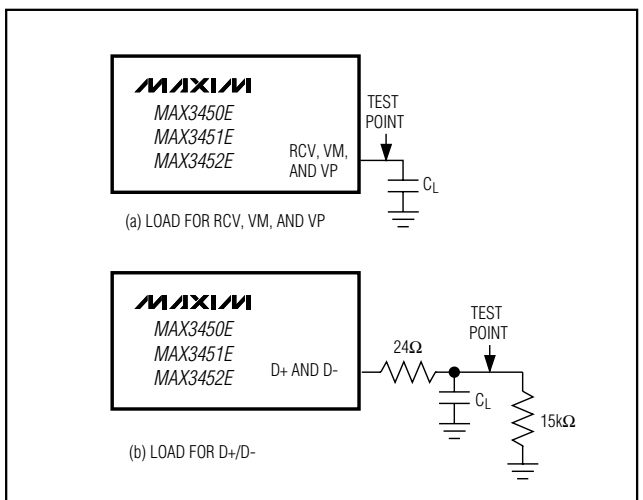 MAXIM
MAX3450E
MAX3451E
MAX3452E
RCV, VM,
AND VP
TEST
POINT
CL
(a) LOAD FOR RCV, VM, AND VP
MAXIM
MAX3450E
MAX3451E
MAX3452E
D+ AND D-
24Ω
TEST
POINT
CL
15kΩ
(b) LOAD FOR D+/D-